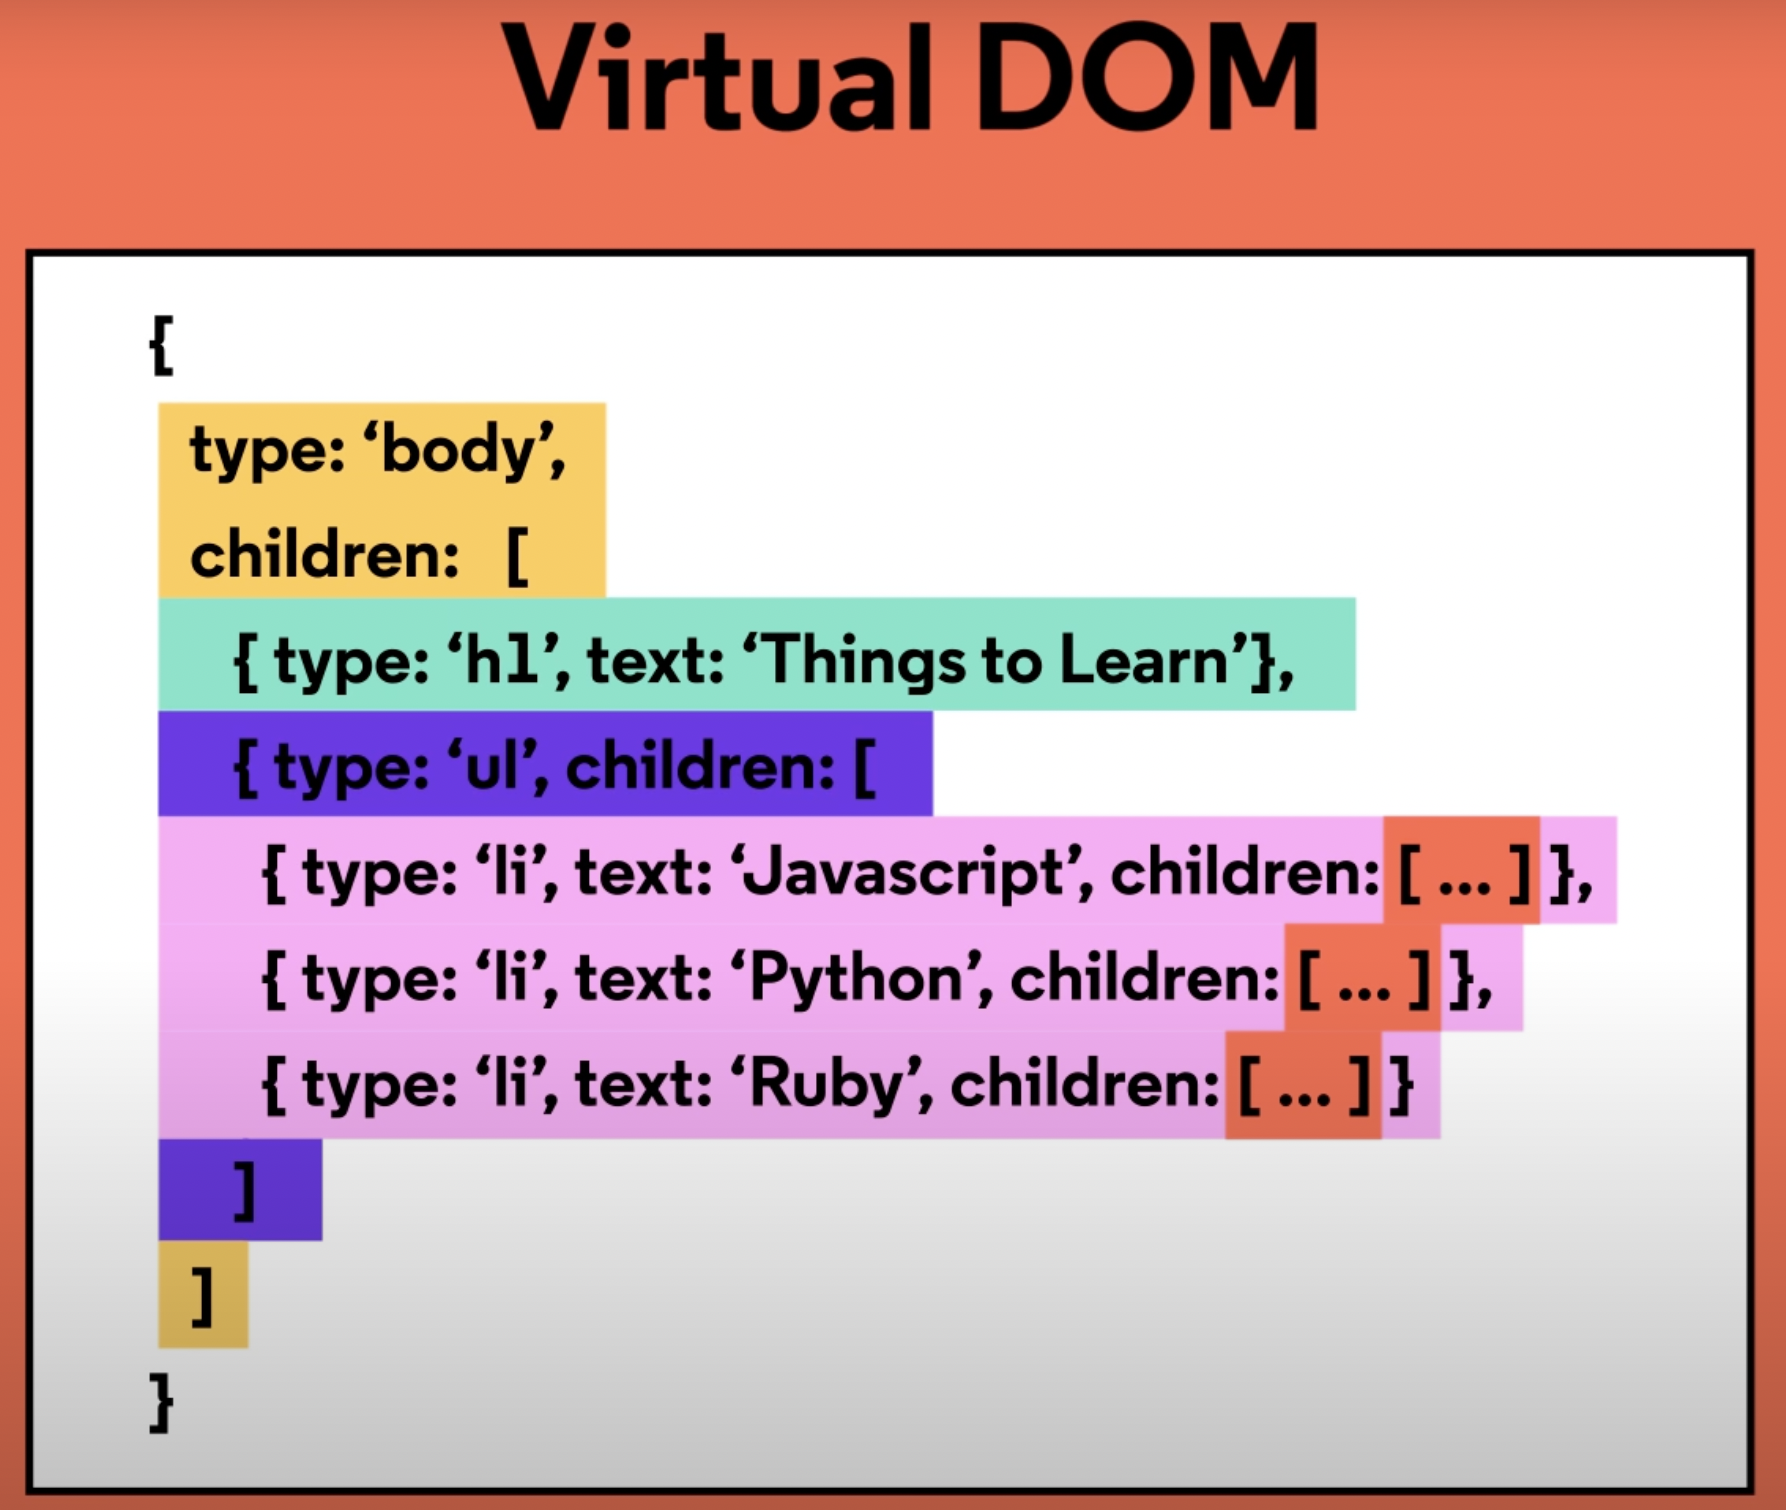 Virtual DOM
{
type: ‘body’,
children: [
{ type: ‘h1’, text: ‘Things to Learn’},
{ type: ‘ul’, children: [
{ type: ‘li’, text: ‘Javascript’, children: [ ... ] },
{ type: ‘li’, text: ‘Python’, children: [ ... ] },
{ type: ‘li’, text: ‘Ruby’, children: [ ... ] }
]
]
}